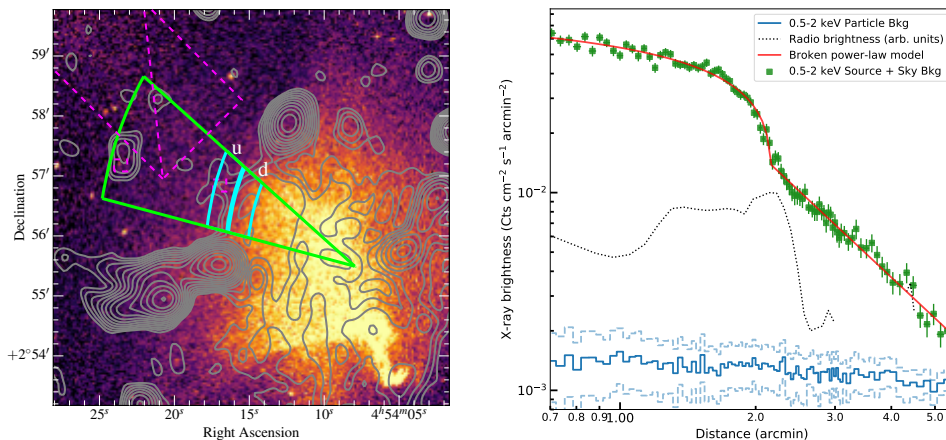 59′
58′
57′
56′
55′
+2°54′
Declination
u
d
25ˢ
20ˢ
15ˢ
10ˢ
4ʰ54ᵐ05ˢ
Right Ascension
X-ray brightness (Cts cm⁻² s⁻¹ arcmin⁻²)
10⁻²
10⁻³
0.5-2 keV Particle Bkg
Radio brightness (arb. units)
Broken power-law model
0.5-2 keV Source + Sky Bkg
0.7
0.8
0.9
1.00
2.0
3.0
4.0
5.0
Distance (arcmin)